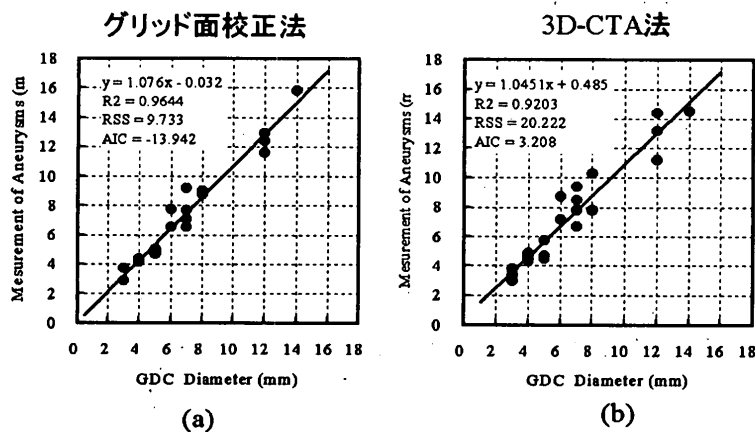 グリッド面校正法
Mesurement of Aneurysms (m
18
16
14
12
10
8
6
4
2
0
y = 1.076x - 0.032
R2 = 0.9644
RSS = 9.733
AIC = -13.942
0 2 4 6 8 10 12 14 16 18
GDC Diameter (mm)
(a)
3D-CTA法
Mesurement of Aneurysms (rr
18
16
14
12
10
8
6
4
2
0
y = 1.0451x + 0.485
R2 = 0.9203
RSS = 20.222
AIC = 3.208
0 2 4 6 8 10 12 14 16 18
GDC Diameter (mm)
(b)